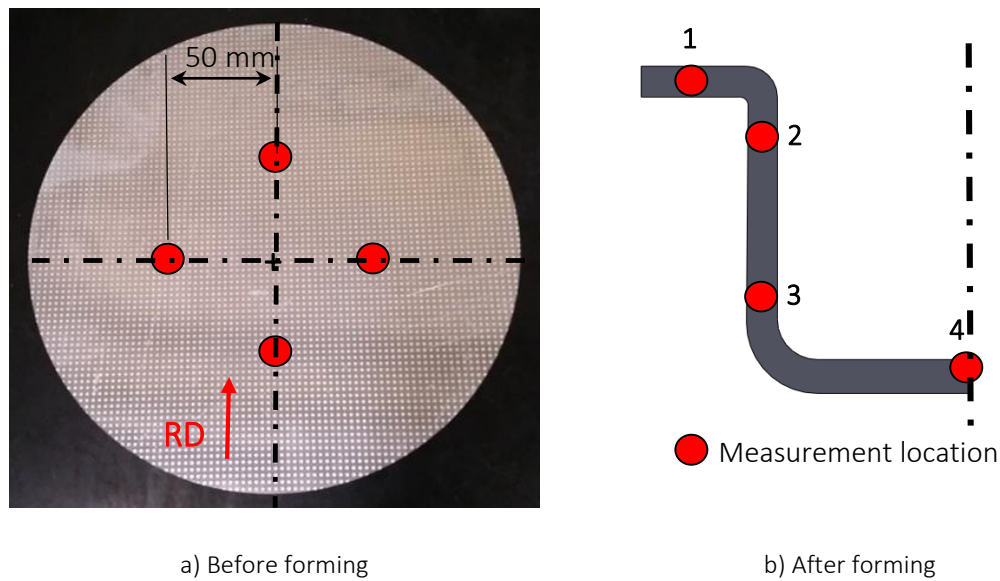 50 mm
RD
1
2
3
4
Measurement location
a) Before forming
b) After forming